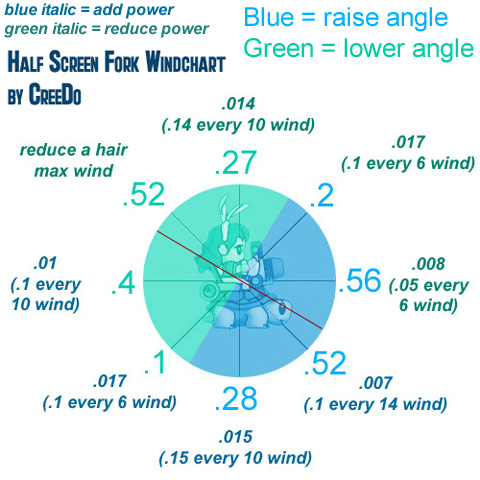 blue italic = add power
green italic = reduce power
Blue = raise angle
Green = lower angle
Half Screen Fork Windchart
by CreeDo
.014
(.14 every 10 wind)
.017
(.1 every 6 wind)
reduce a hair
max wind
.27
.52
.2
.01
(.1 every
10 wind)
.4
.56
.008
(.05 every
6 wind)
.1
.52
.28
.017
(.1 every 6 wind)
.007
(.1 every 14 wind)
.015
(.15 every 10 wind)